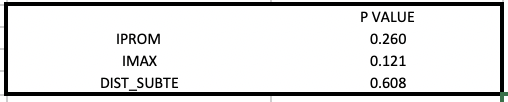 P VALUE
IPROM 0.260
IMAX 0.121
DIST_SUBTE 0.608